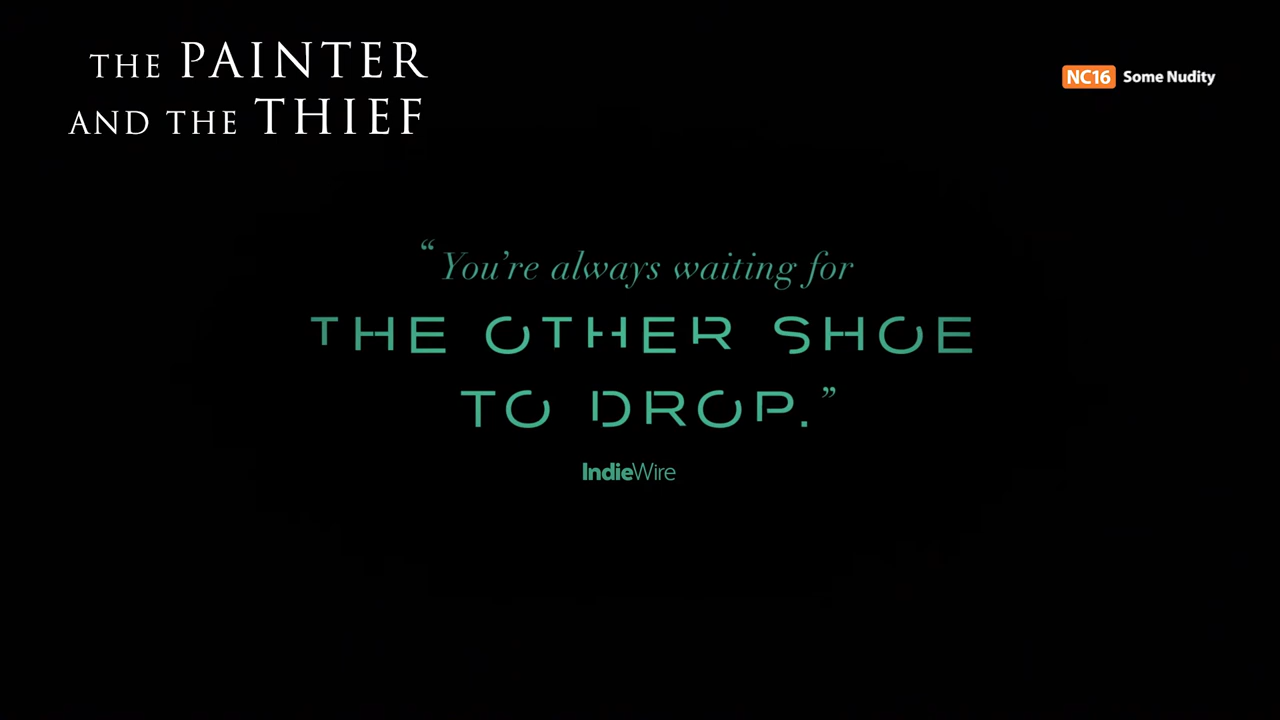 THE PAINTER
AND THE THIEF
NC16 Some Nudity
“You’re always waiting for
THE OTHER SHOE
TO DROP.”
IndieWire